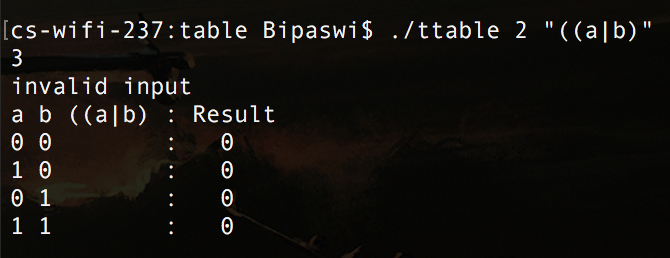 [cs-wifi-237:table Bipaswi$ ./ttable 2 "((a|b)"
3
invalid input
a b ((a|b) : Result
0 0        :   0
1 0        :   0
0 1        :   0
1 1        :   0